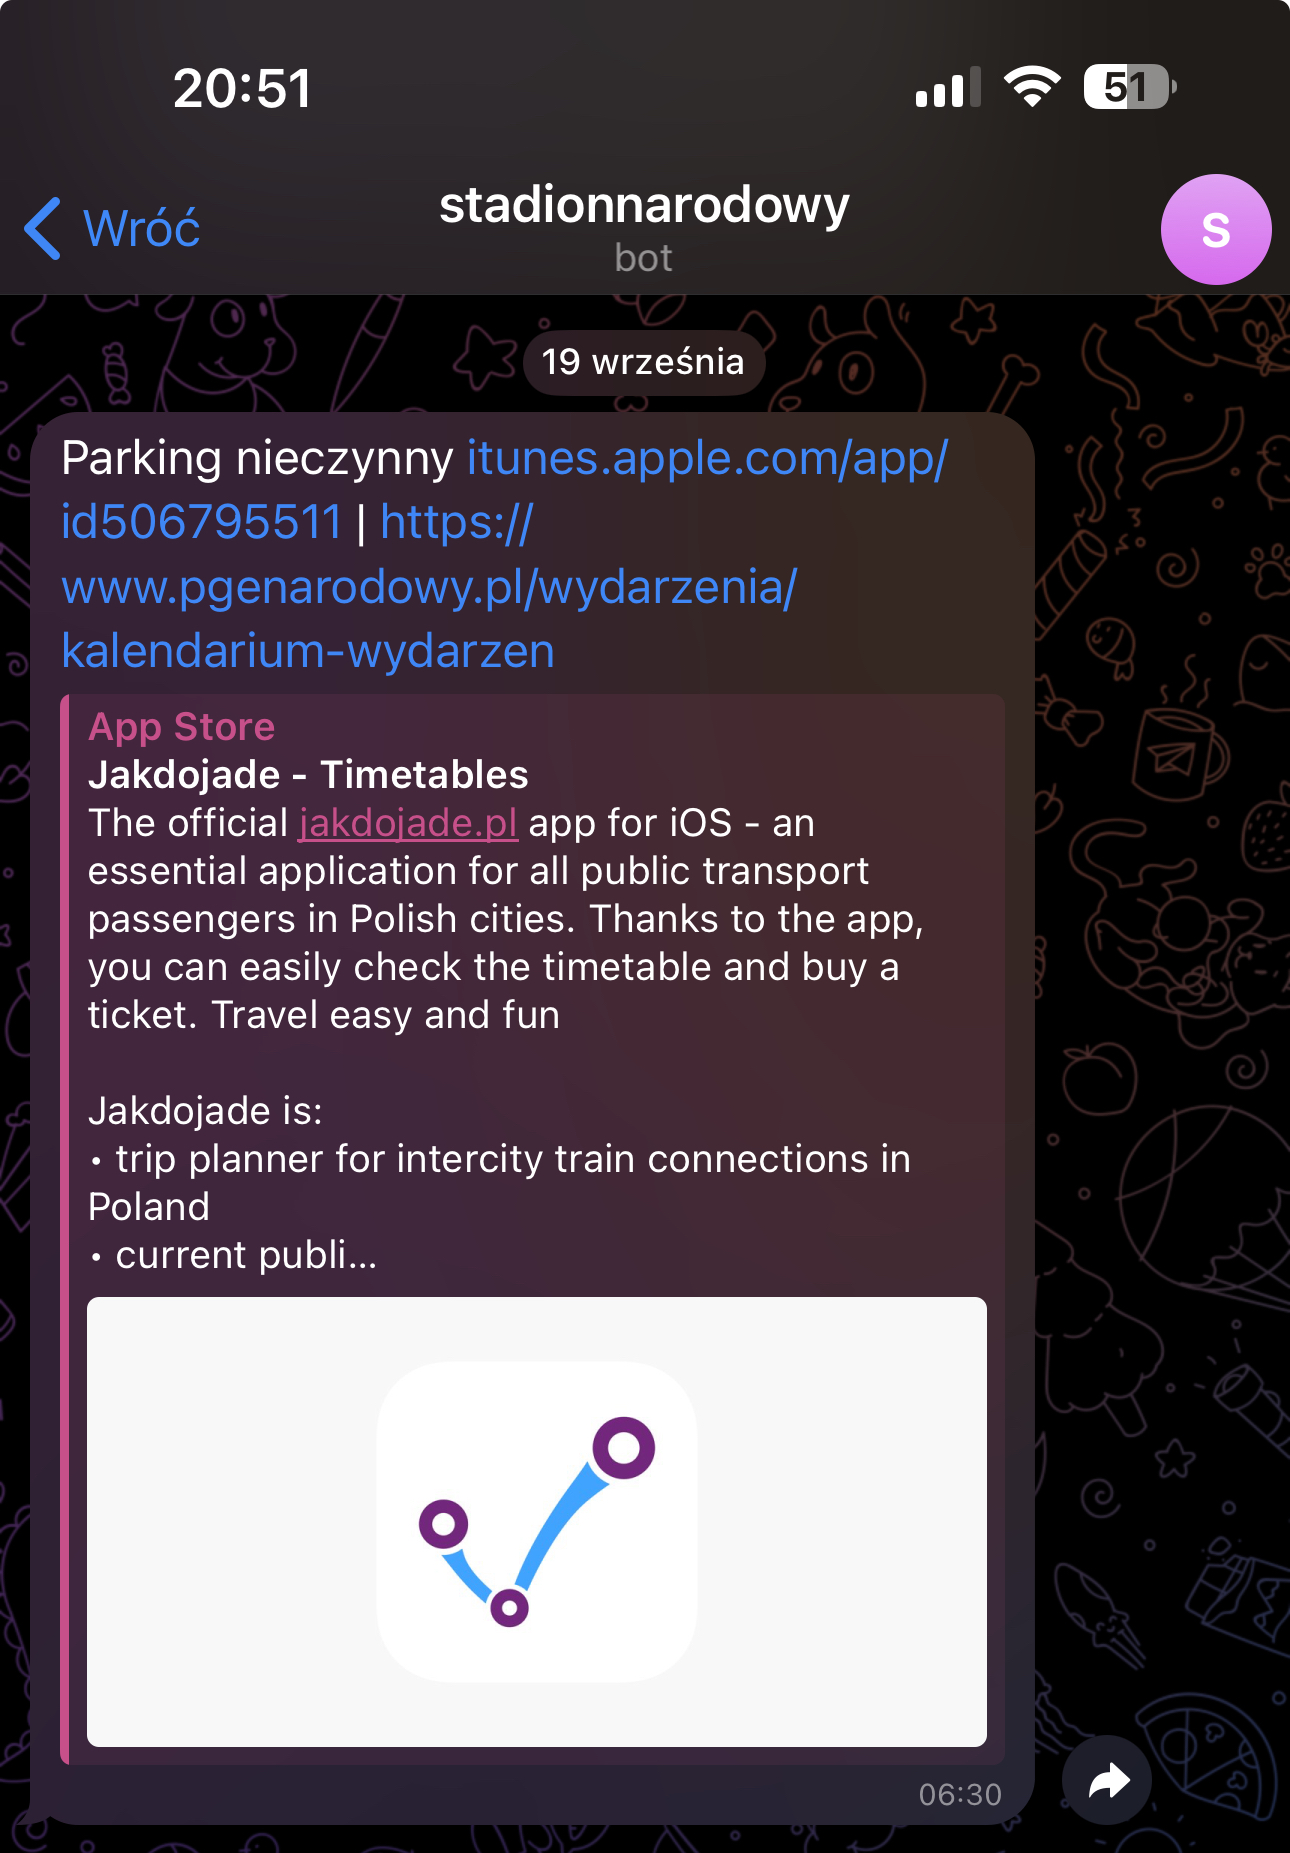 20:51
51
Wróć
stadionnarodowy
bot
S
19 września
Parking nieczynny itunes.apple.com/app/
id506795511 | https://
www.pgenarodowy.pl/wydarzenia/
kalendarium-wydarzen
App Store
Jakdojade - Timetables
The official jakdojade.pl app for iOS - an
essential application for all public transport
passengers in Polish cities. Thanks to the app,
you can easily check the timetable and buy a
ticket. Travel easy and fun
Jakdojade is:
• trip planner for intercity train connections in
Poland
• current publi...
06:30